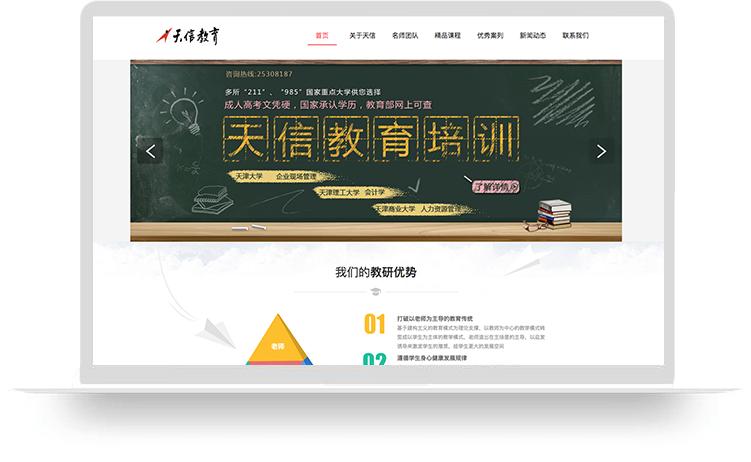 天信教育
首页 关于天信 名师团队 精品课程 优秀案列 新闻动态 联系我们
咨询热线:25308187
多所“211”、“985”国家重点大学供您选择
成人高考文凭硬，国家承认学历，教育部网上可查
天信教育培训
天津大学 企业现场管理
天津理工大学 会计学
了解详情
天津商业大学 人力资源管理
我们的教研优势
01 打破以老师为主导的教育传统
基于建构主义的教育模式为理论支撑，以教师为中心的教学模式转
变成以学生为主体的教学模式，老师退出在主体里的主导，以启发
诱导来激发学生的潜质，给学生更大的发展空间
老师
02 遵循学生身心健康发展规律